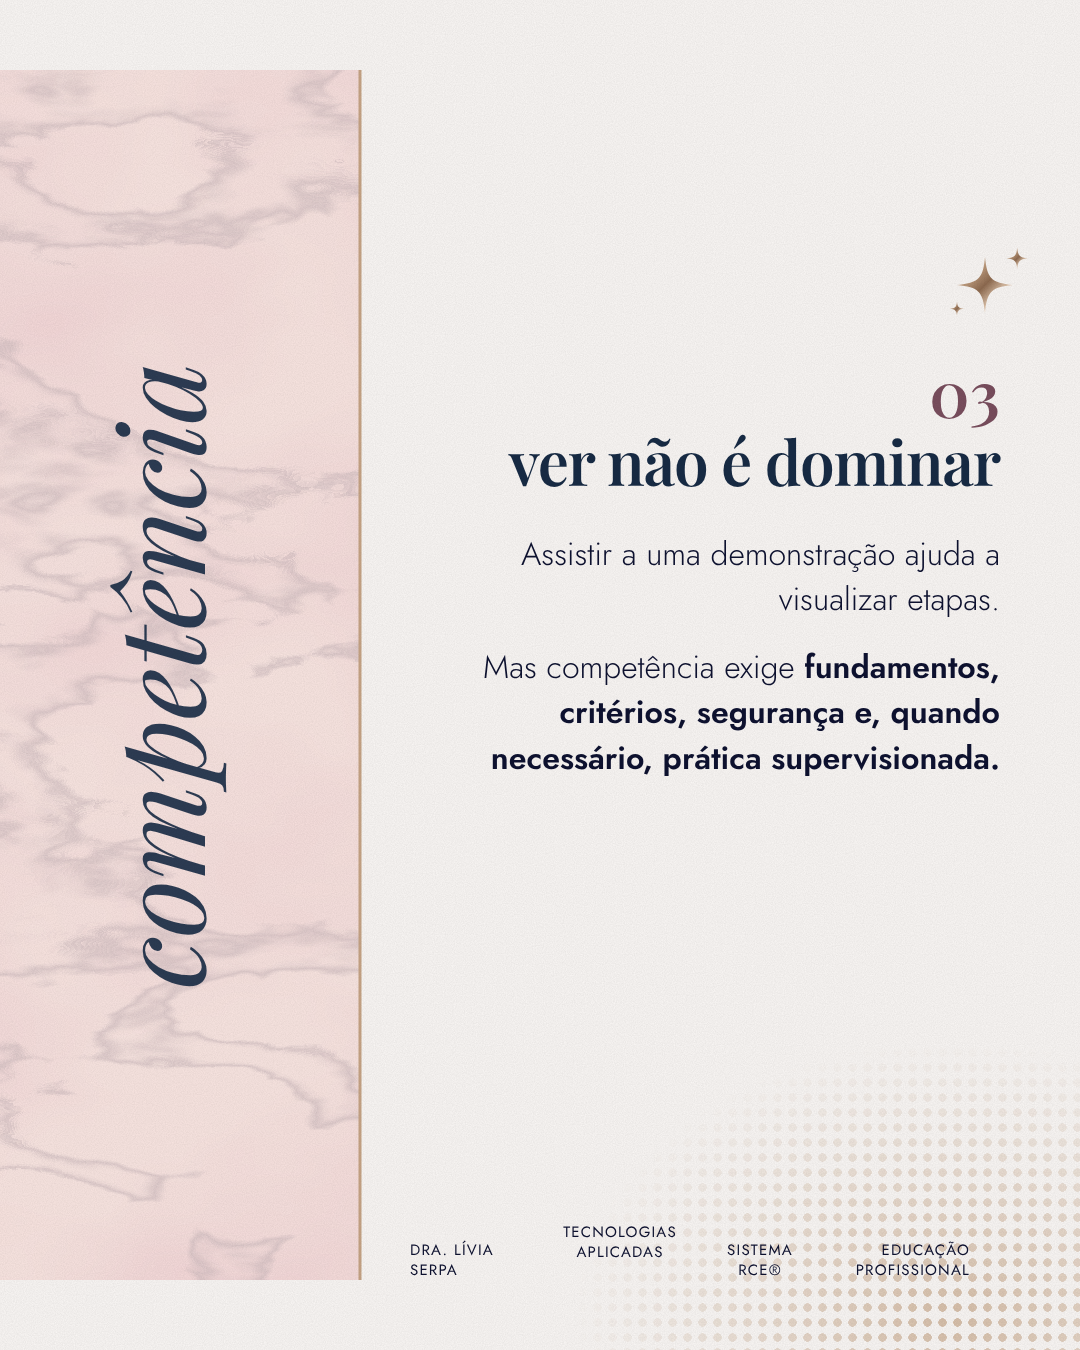 competência
03
ver não é dominar
Assistir a uma demonstração ajuda a
visualizar etapas.
Mas competência exige fundamentos,
critérios, segurança e, quando
necessário, prática supervisionada.
DRA. LÍVIA
SERPA
TECNOLOGIAS
APLICADAS
SISTEMA
RCE®
EDUCAÇÃO
PROFISSIONAL